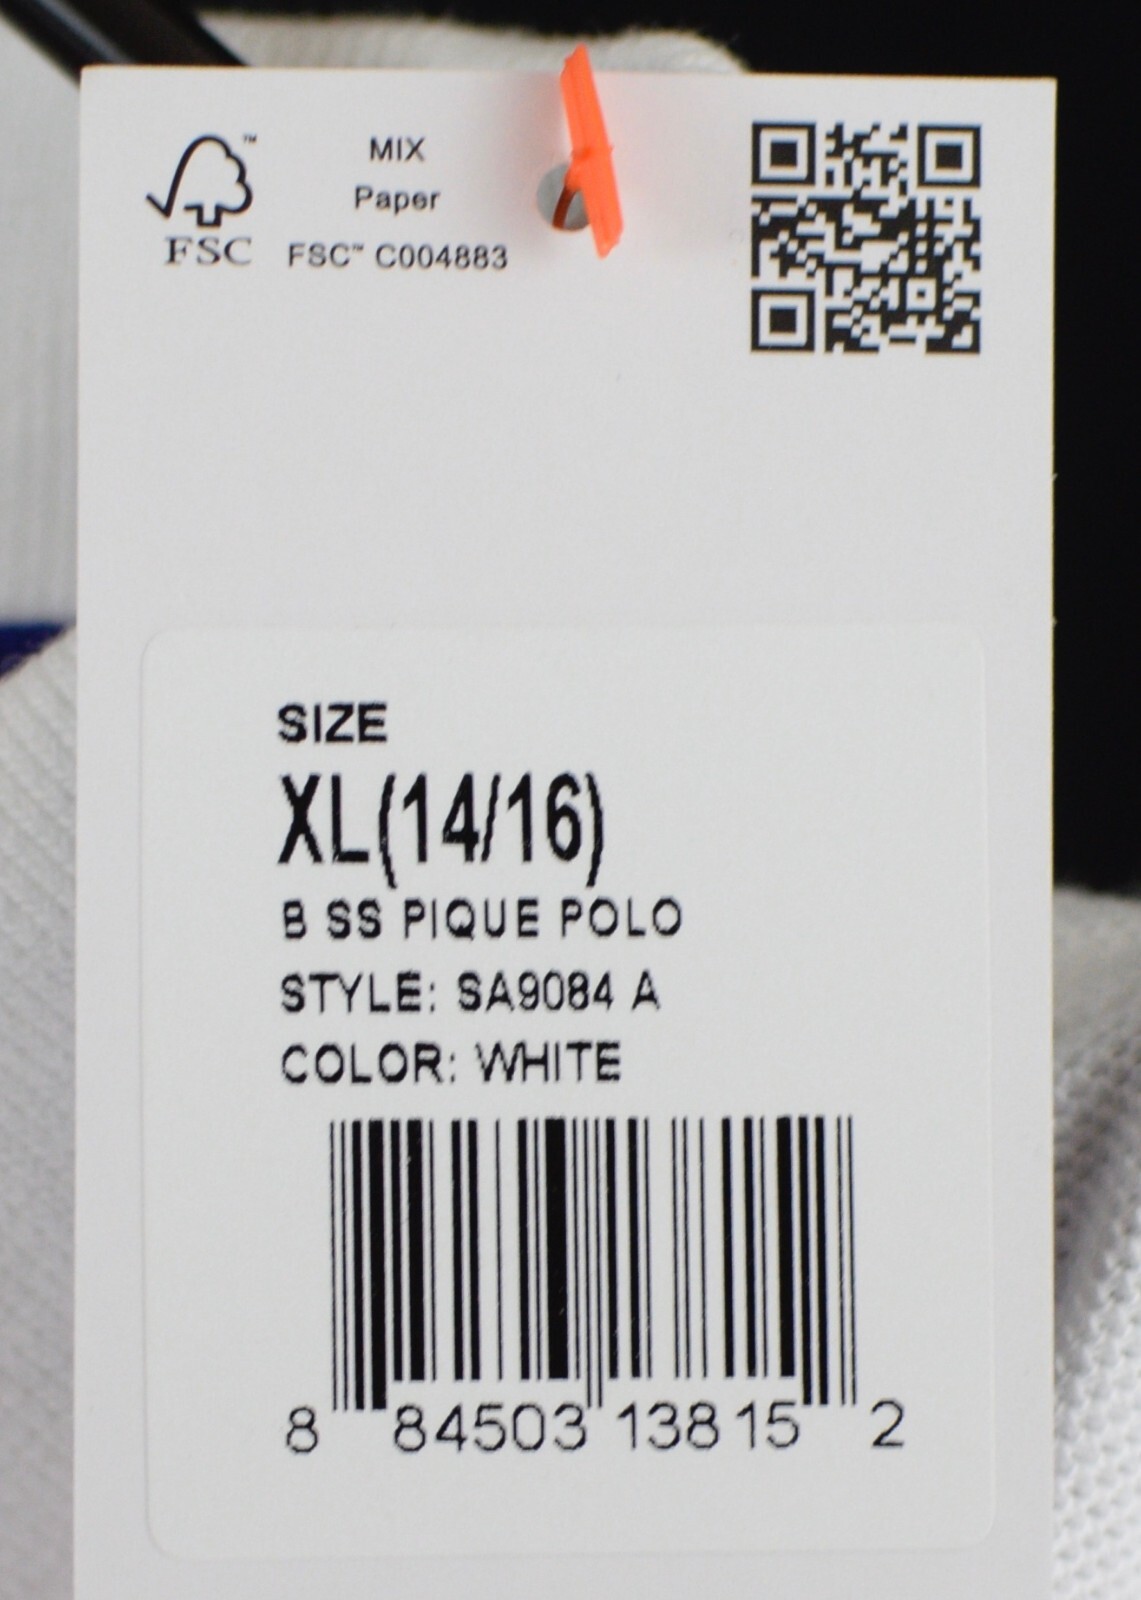 MIX
Paper
FSC™ C004883
™
FSC
SIZE
XL(14/16)
B SS PIQUE POLO
STYLE: SA9084 A
COLOR: WHITE
8 84503 13815 2